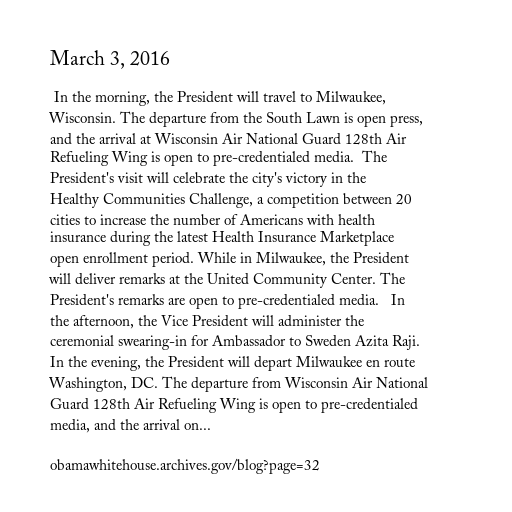 March 3, 2016
In the morning, the President will travel to Milwaukee,
Wisconsin. The departure from the South Lawn is open press,
and the arrival at Wisconsin Air National Guard 128th Air
Refueling Wing is open to pre-credentialed media.  The
President's visit will celebrate the city's victory in the
Healthy Communities Challenge, a competition between 20
cities to increase the number of Americans with health
insurance during the latest Health Insurance Marketplace
open enrollment period. While in Milwaukee, the President
will deliver remarks at the United Community Center. The
President's remarks are open to pre-credentialed media.   In
the afternoon, the Vice President will administer the
ceremonial swearing-in for Ambassador to Sweden Azita Raji.
In the evening, the President will depart Milwaukee en route
Washington, DC. The departure from Wisconsin Air National
Guard 128th Air Refueling Wing is open to pre-credentialed
media, and the arrival on...
obamawhitehouse.archives.gov/blog?page=32